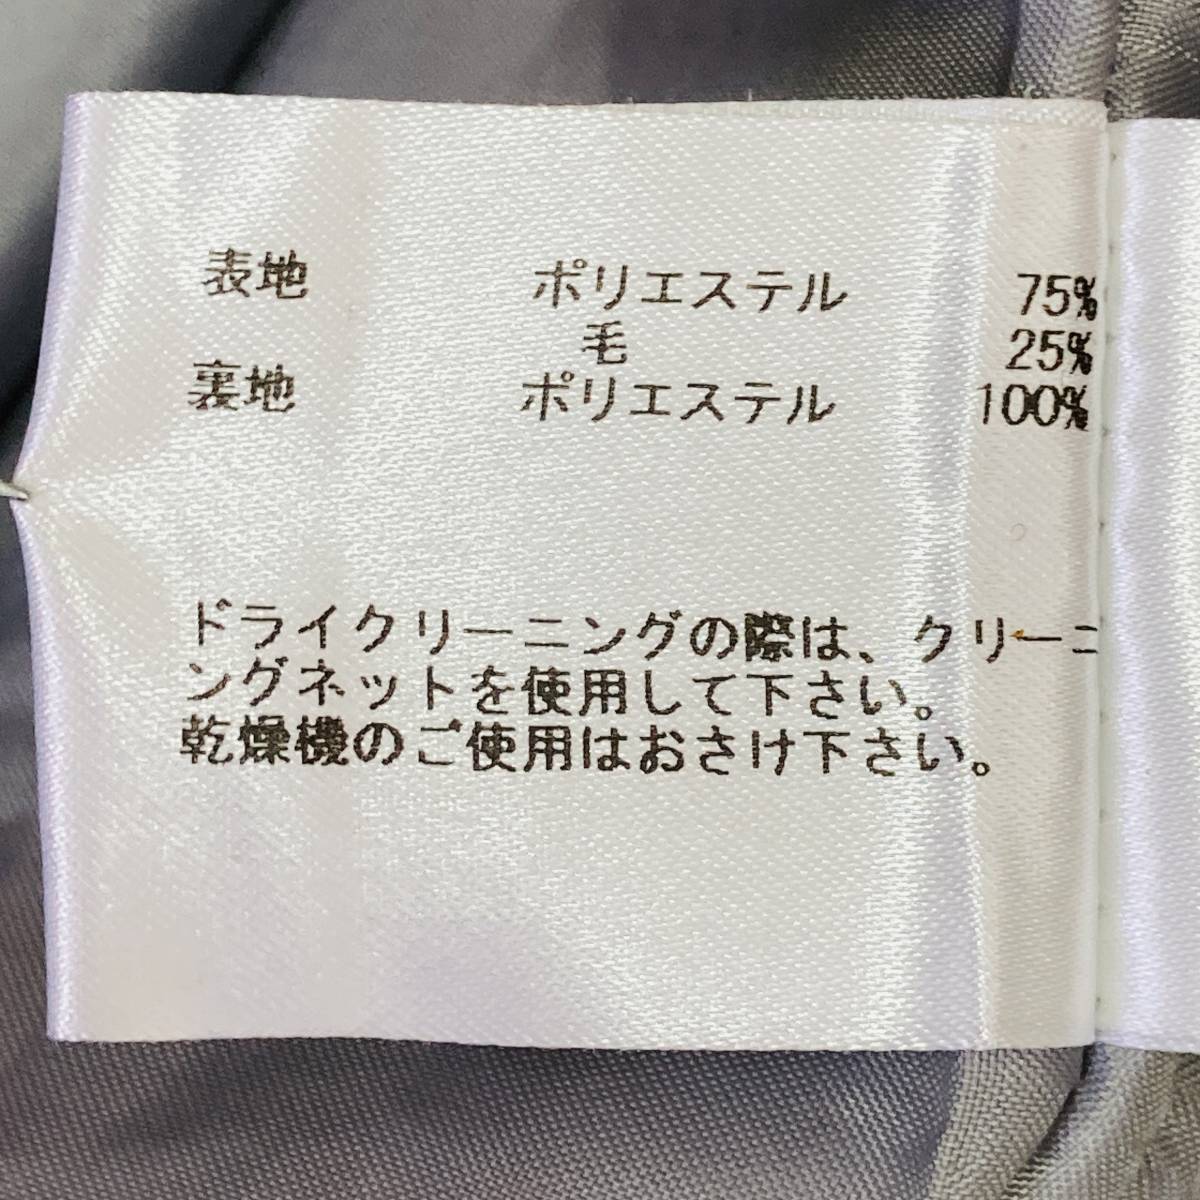 表地 ポリエステル 75%
毛 25%
裏地 ポリエステル 100%
ドライクリーニングの際は、クリーニ
ングネットを使用して下さい。
乾燥機のご使用はおさけ下さい。